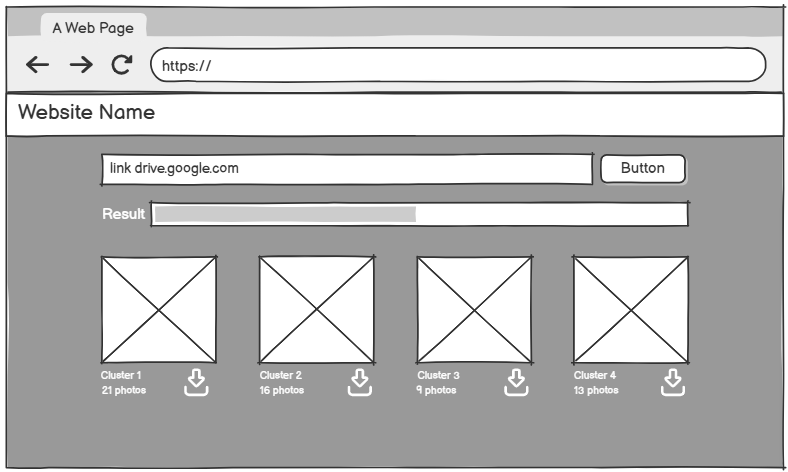 A Web Page
https://
Website Name
link drive.google.com
Button
Result
Cluster 1
21 photos
Cluster 2
16 photos
Cluster 3
9 photos
Cluster 4
13 photos